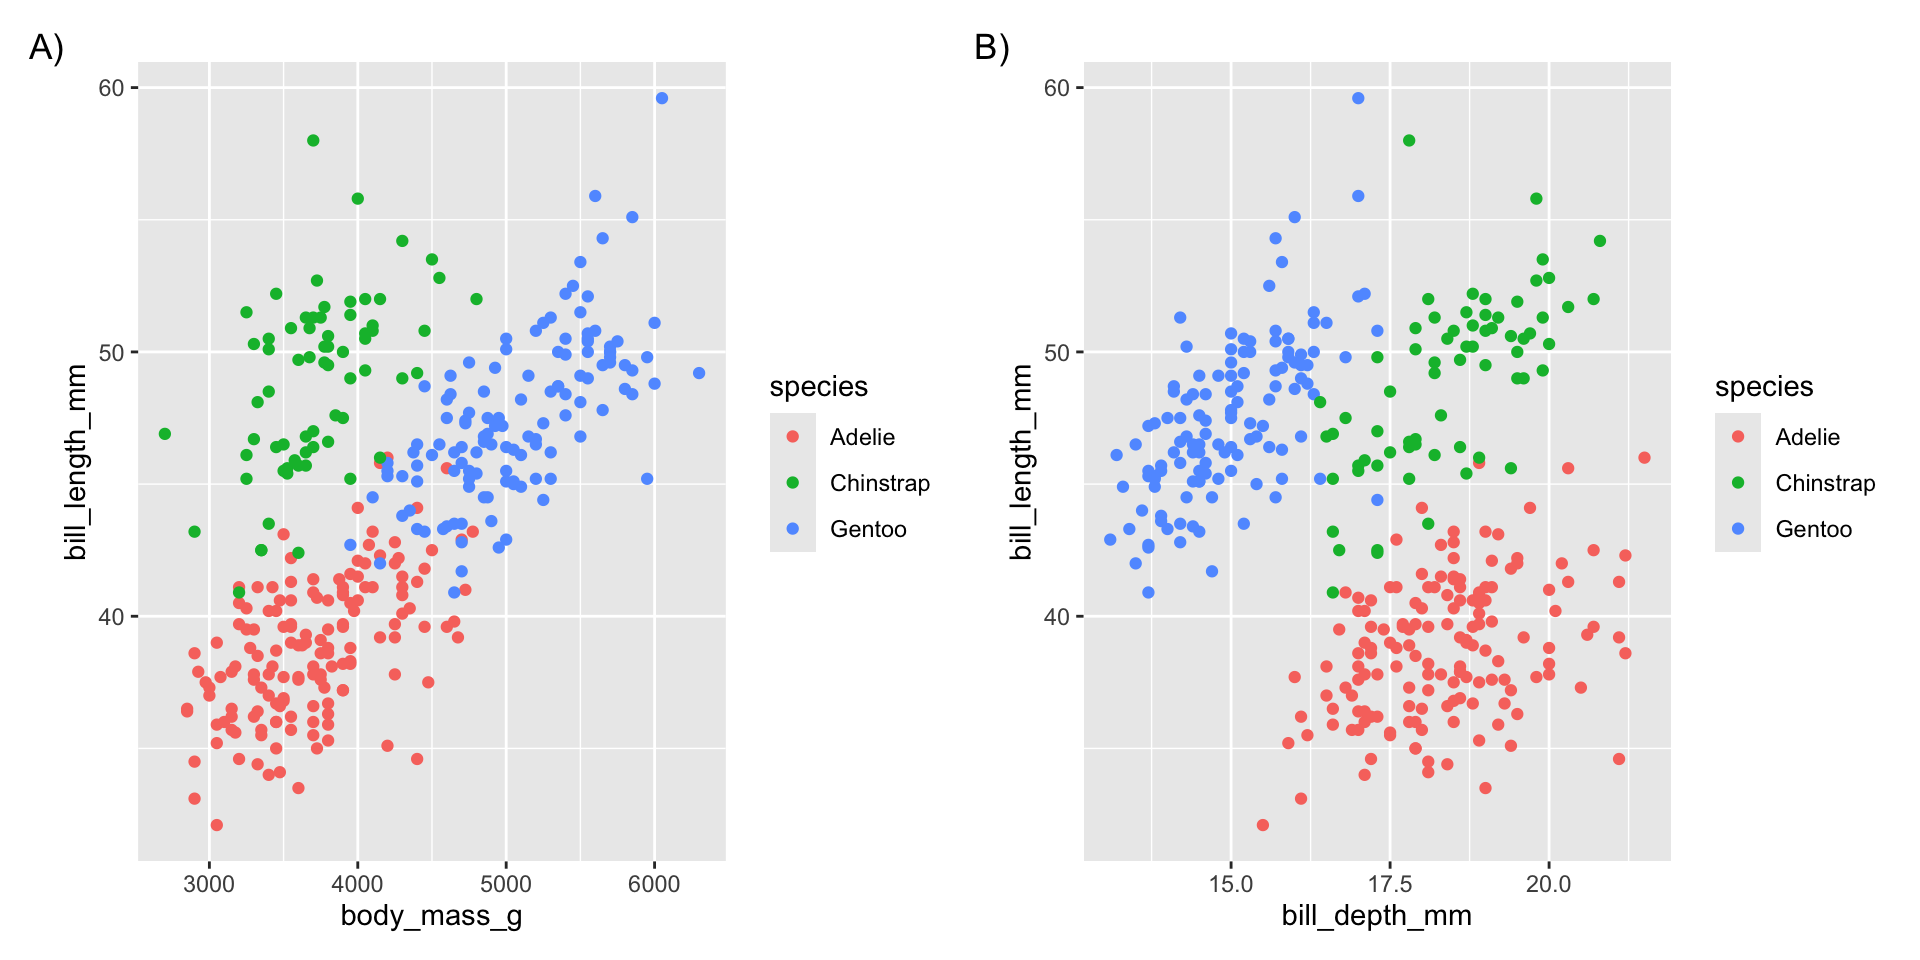 A)
60
50
40
bill_length_mm
3000 4000 5000 6000
body_mass_g
species
Adelie
Chinstrap
Gentoo
B)
60
50
40
bill_length_mm
15.0 17.5 20.0
bill_depth_mm
species
Adelie
Chinstrap
Gentoo